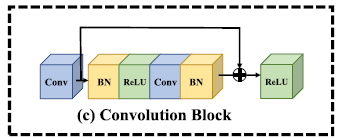 Conv BN ReLU Conv BN ReLU
(c) Convolution Block